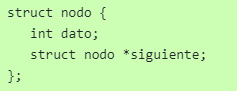 struct nodo {
   int dato;
   struct nodo *siguiente;
};